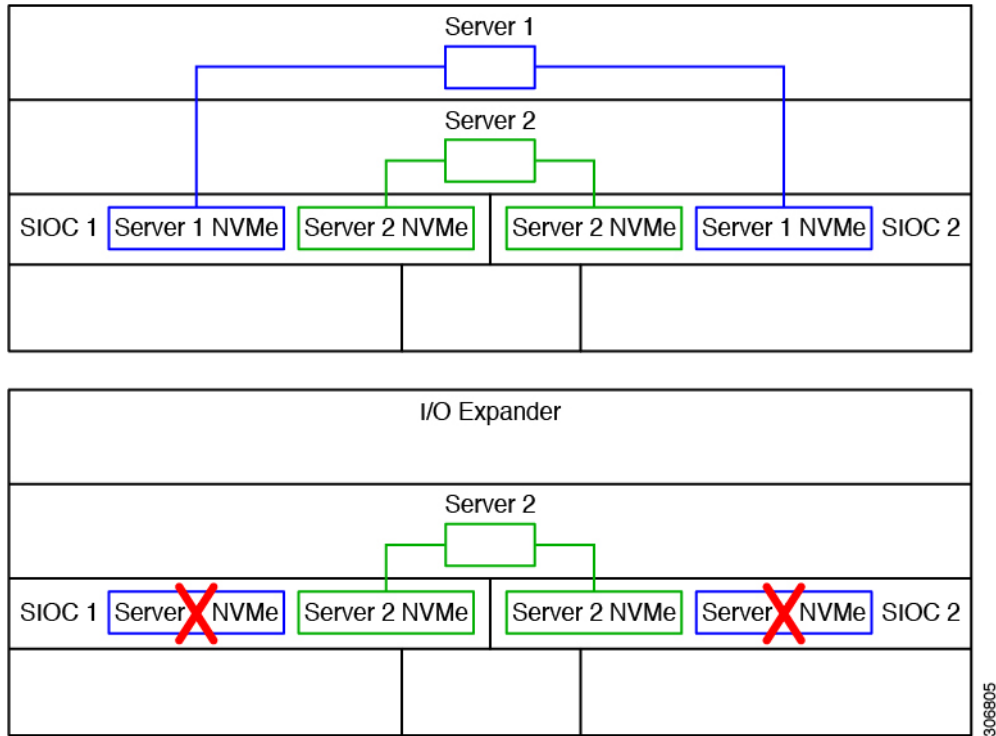 Server 1
Server 2
SIOC 1 Server 1 NVMe Server 2 NVMe Server 2 NVMe Server 1 NVMe SIOC 2
I/O Expander
Server 2
SIOC 1 Server NVMe Server 2 NVMe Server 2 NVMe Server NVMe SIOC 2
306805